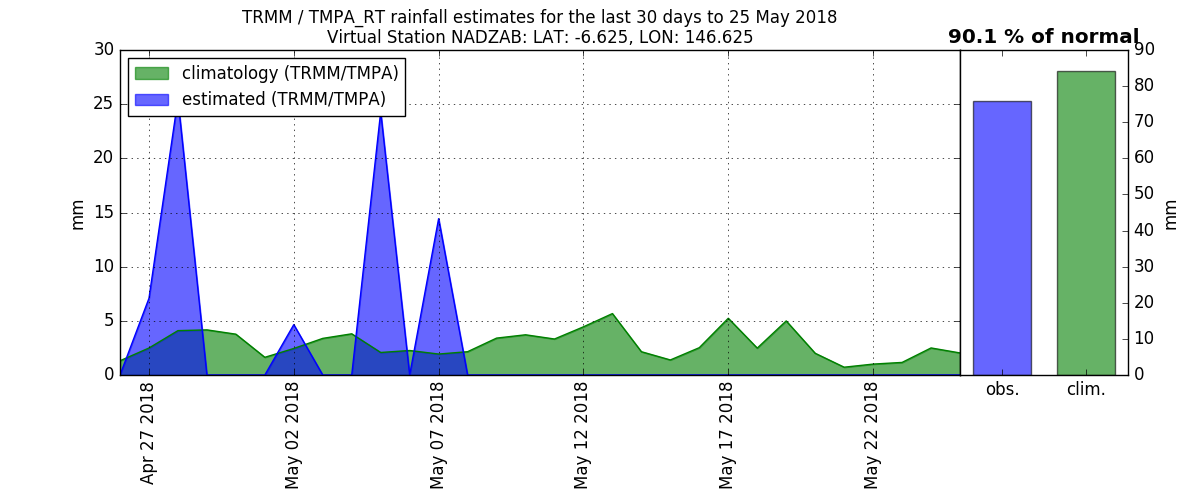 TRMM / TMPA_RT rainfall estimates for the last 30 days to 25 May 2018
Virtual Station NADZAB: LAT: -6.625, LON: 146.625
90.1 % of normal
climatology (TRMM/TMPA)
estimated (TRMM/TMPA)
30
25
20
15
10
5
0
mm
Apr 27 2018
May 02 2018
May 07 2018
May 12 2018
May 17 2018
May 22 2018
90
80
70
60
50
40
30
20
10
0
mm
obs.
clim.